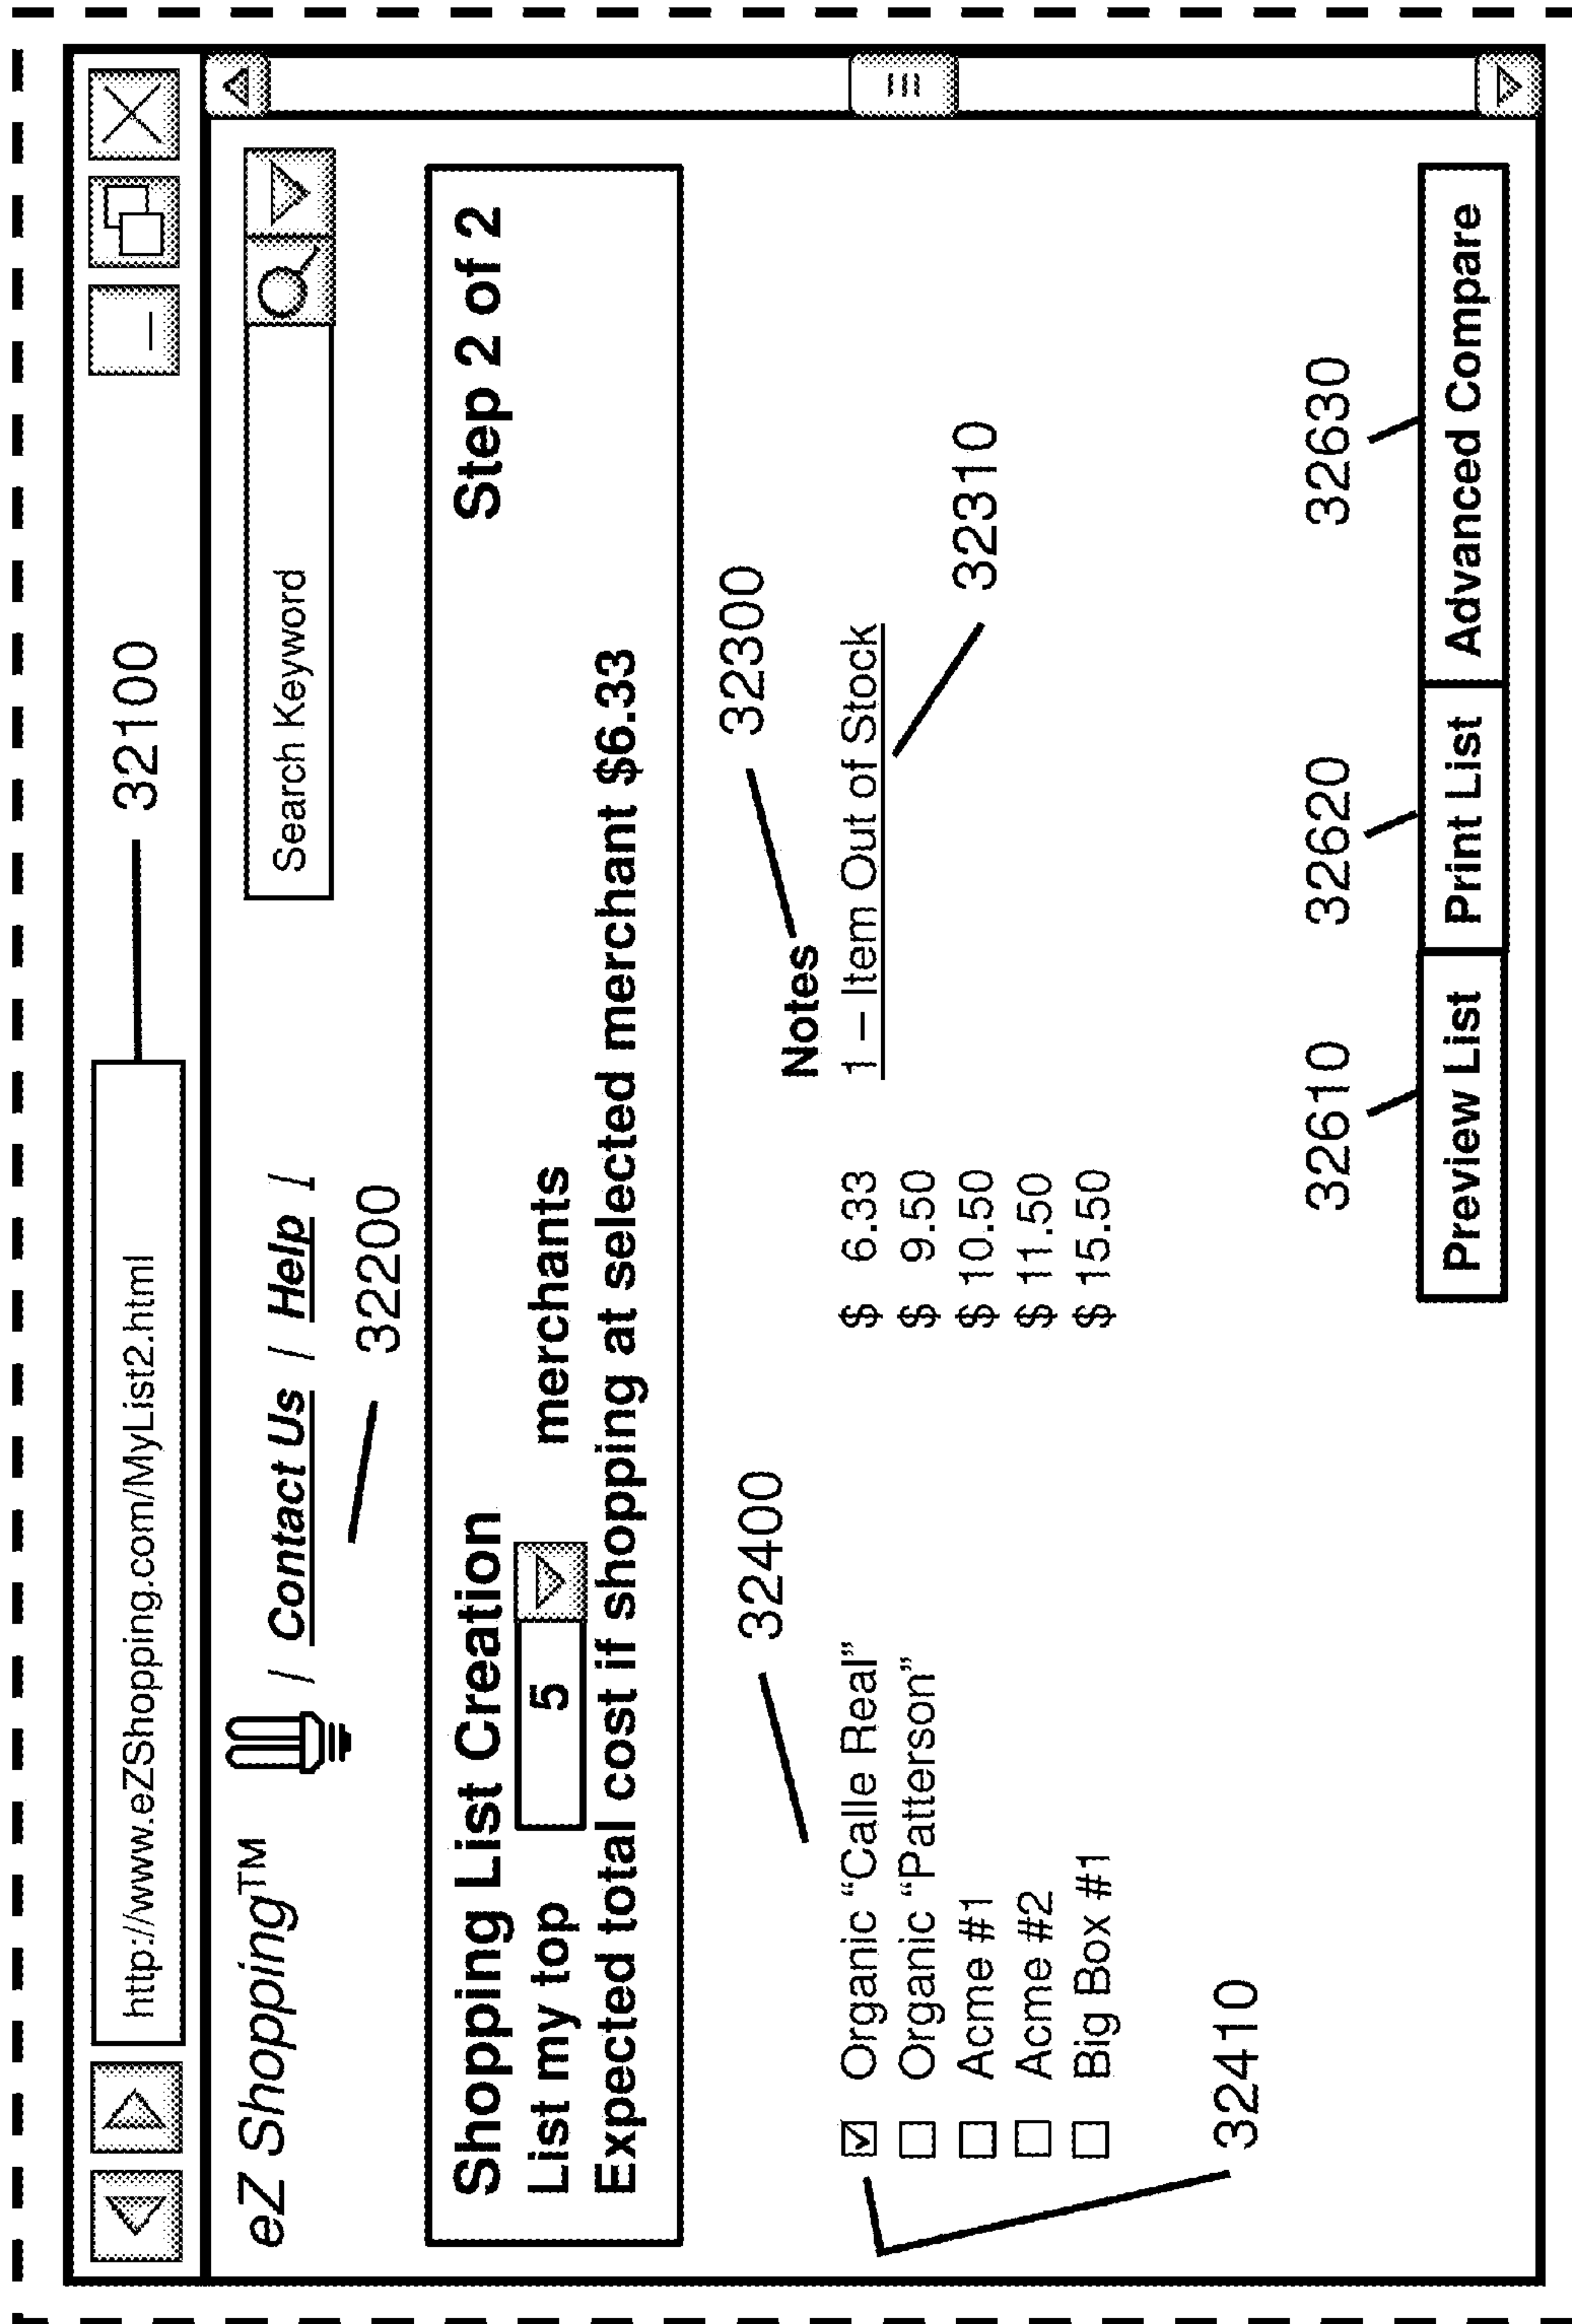 http://www.eZShopping.com/MyList2.html 32100
eZ Shopping™ / Contact Us / Help / Search Keyword
32200
Shopping List Creation Step 2 of 2
List my top 5 merchants
Expected total cost if shopping at selected merchant $6.33
32400 32300
Notes
Organic “Calle Real” $ 6.33 1 – Item Out of Stock
Organic “Patterson” $ 9.50
Acme #1 $ 10.50 32310
Acme #2 $ 11.50
Big Box #1 $ 15.50
32410
32610 32620 32630
Preview List Print List Advanced Compare